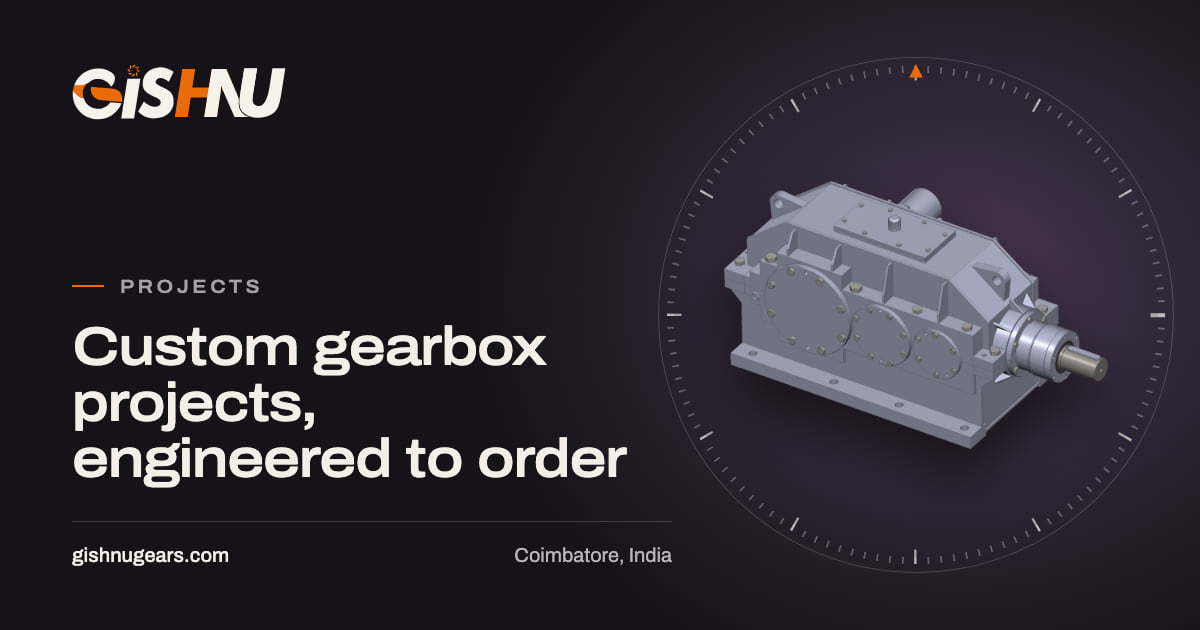 GiSHNU
PROJECTS
Custom gearbox
projects,
engineered to order
gishnugears.com
Coimbatore, India